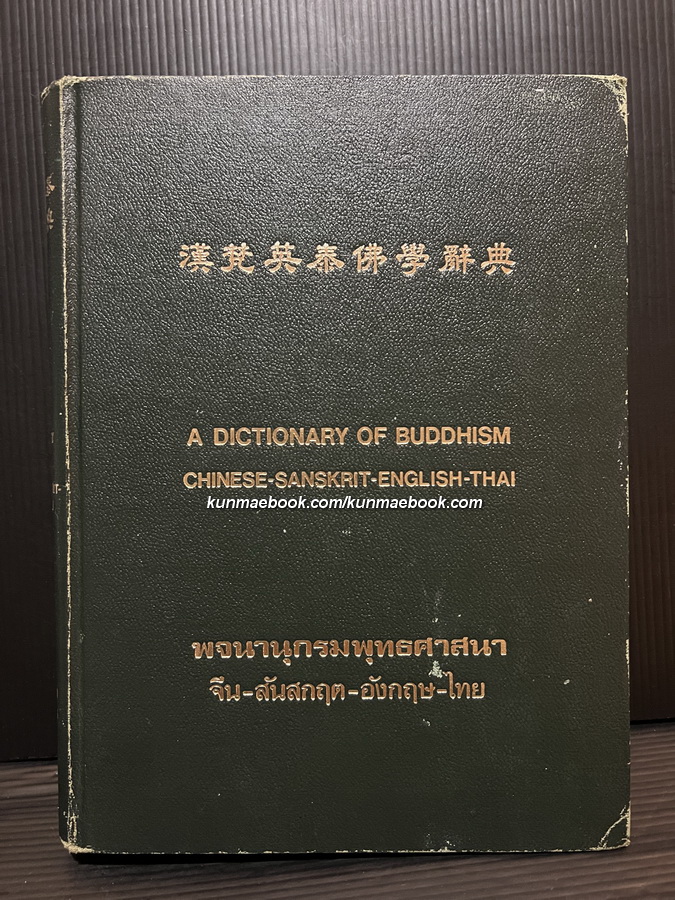 漢梵英泰佛學辭典
A DICTIONARY OF BUDDHISM
CHINESE-SANSKRIT-ENGLISH-THAI
kunmaebook.com/kunmaebook.com
พจนานุกรมพุทธศาสนา
จีน-สันสกฤต-อังกฤษ-ไทย